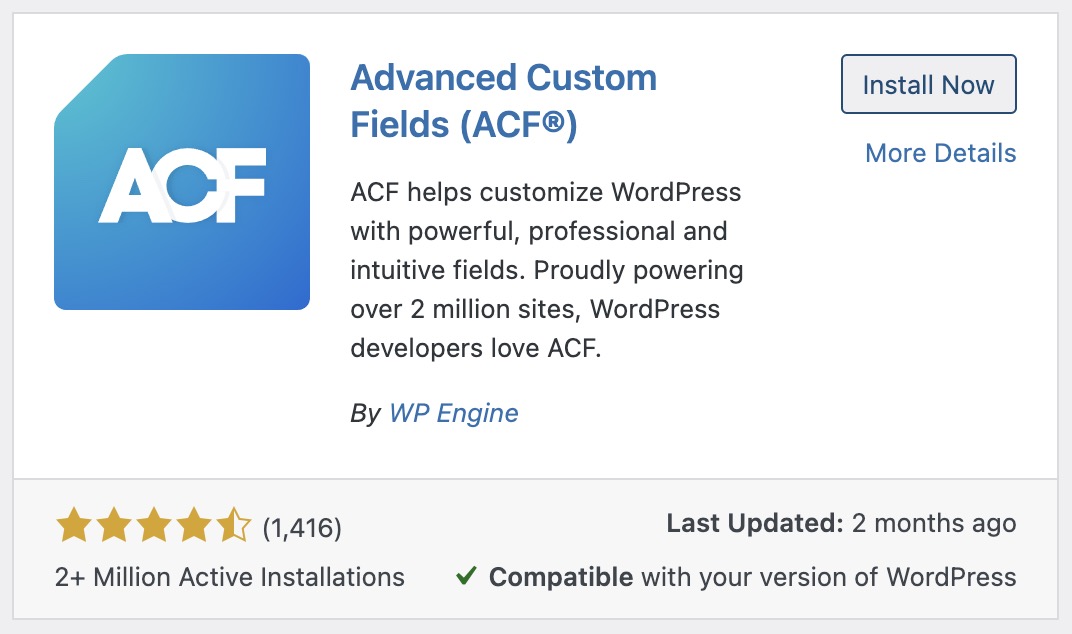 ACF
Advanced Custom
Fields (ACF®)
Install Now
More Details
ACF helps customize WordPress
with powerful, professional and
intuitive fields. Proudly powering
over 2 million sites, WordPress
developers love ACF.
By WP Engine
(1,416)
Last Updated: 2 months ago
2+ Million Active Installations
Compatible with your version of WordPress